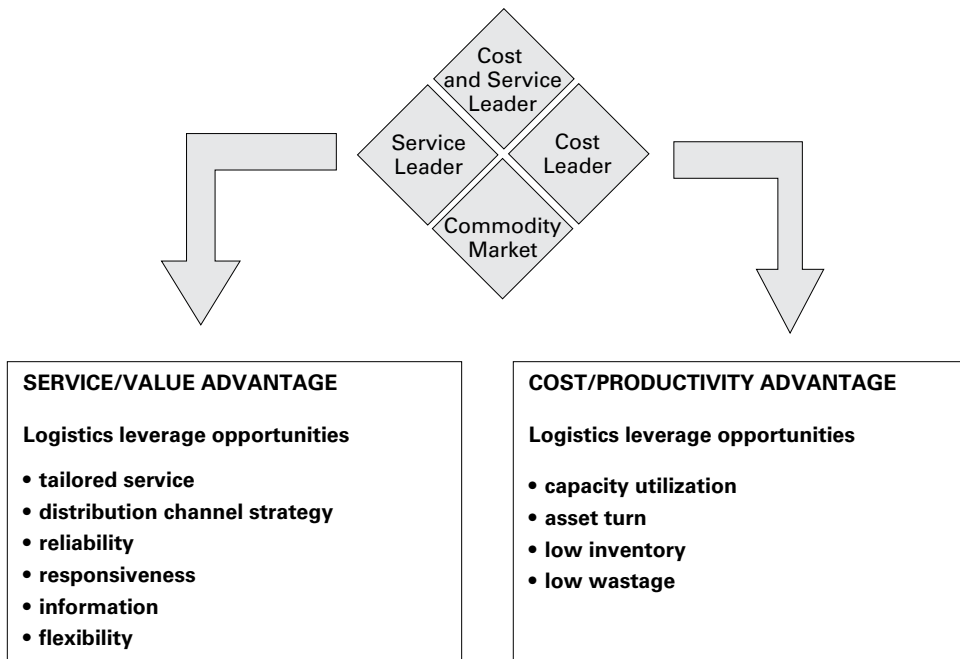 Cost
and Service
Leader
Service
Leader
Cost
Leader
Commodity
Market
SERVICE/VALUE ADVANTAGE
Logistics leverage opportunities
• tailored service
• distribution channel strategy
• reliability
• responsiveness
• information
• flexibility
COST/PRODUCTIVITY ADVANTAGE
Logistics leverage opportunities
• capacity utilization
• asset turn
• low inventory
• low wastage